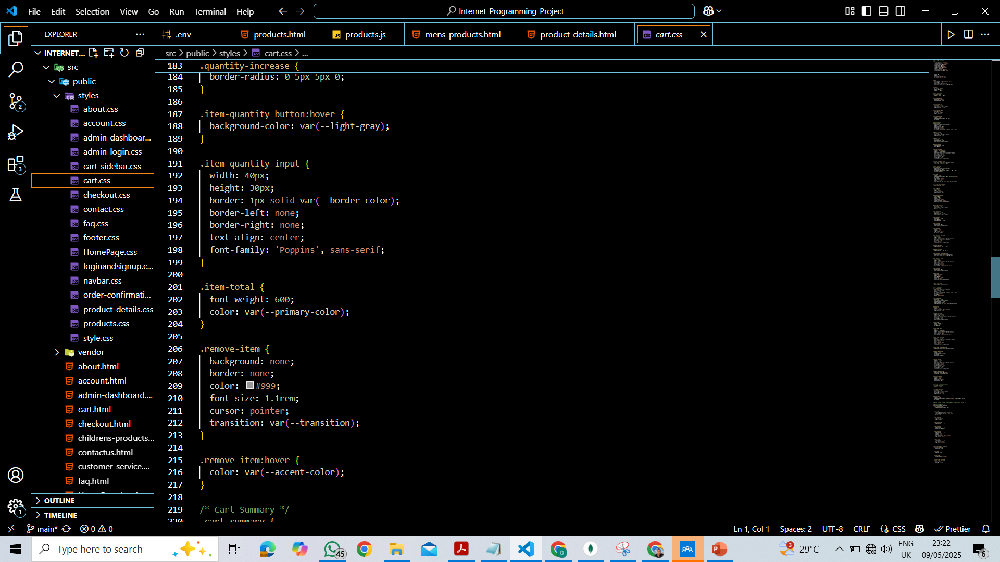 File Edit Selection View Go Run Terminal Help
Internet_Programming_Project
EXPLORER
.env
products.html
products.js
mens-products.html
product-details.html
cart.css
INTERNET...
src > public > styles > cart.css > ...
src
public
styles
about.css
account.css
admin-dashboar...
admin-login.css
cart-sidebar.css
cart.css
checkout.css
contact.css
faq.css
footer.css
HomePage.css
loginandsignup.c...
navbar.css
order-confirmati...
product-details.css
products.css
style.css
vendor
about.html
account.html
admin-dashboard....
cart.html
checkout.html
childrens-products...
contactus.html
customer-service....
faq.html
OUTLINE
TIMELINE
2
3
1
183 .quantity-increase {
184 border-radius: 0 5px 5px 0;
185 }
186
187 .item-quantity button:hover {
188 background-color: var(--light-gray);
189 }
190
191 .item-quantity input {
192 width: 40px;
193 height: 30px;
194 border: 1px solid var(--border-color);
195 border-left: none;
196 border-right: none;
197 text-align: center;
198 font-family: 'Poppins', sans-serif;
199 }
200
201 .item-total {
202 font-weight: 600;
203 color: var(--primary-color);
204 }
205
206 .remove-item {
207 background: none;
208 border: none;
209 color: #999;
210 font-size: 1.1rem;
211 cursor: pointer;
212 transition: var(--transition);
213 }
214
215 .remove-item:hover {
216 color: var(--accent-color);
217 }
218
219 /* Cart Summary */
220 .cart-summary {
main* 0 0
Ln 1, Col 1 Spaces: 2 UTF-8 CRLF CSS Prettier
Type here to search
45
3
29°C
ENG
UK
23:22
09/05/2025
6